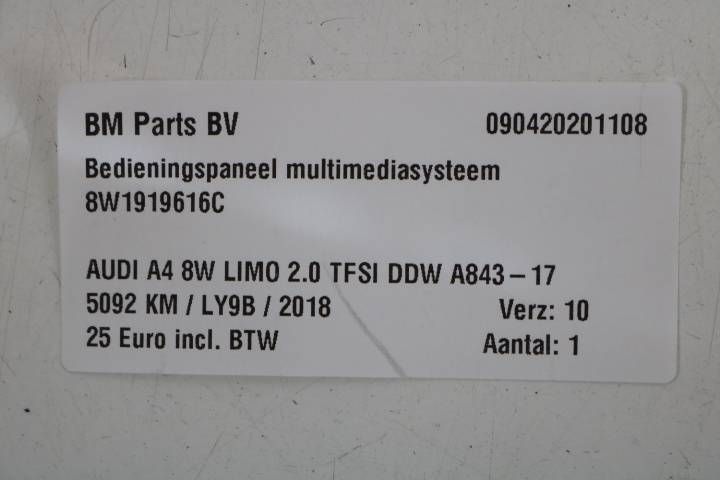 BM Parts BV 090420201108
Bedieningspaneel multimediasysteem
8W1919616C
AUDI A4 8W LIMO 2.0 TFSI DDW A843-17
5092 KM / LY9B / 2018 Verz: 10
25 Euro incl. BTW Aantal: 1